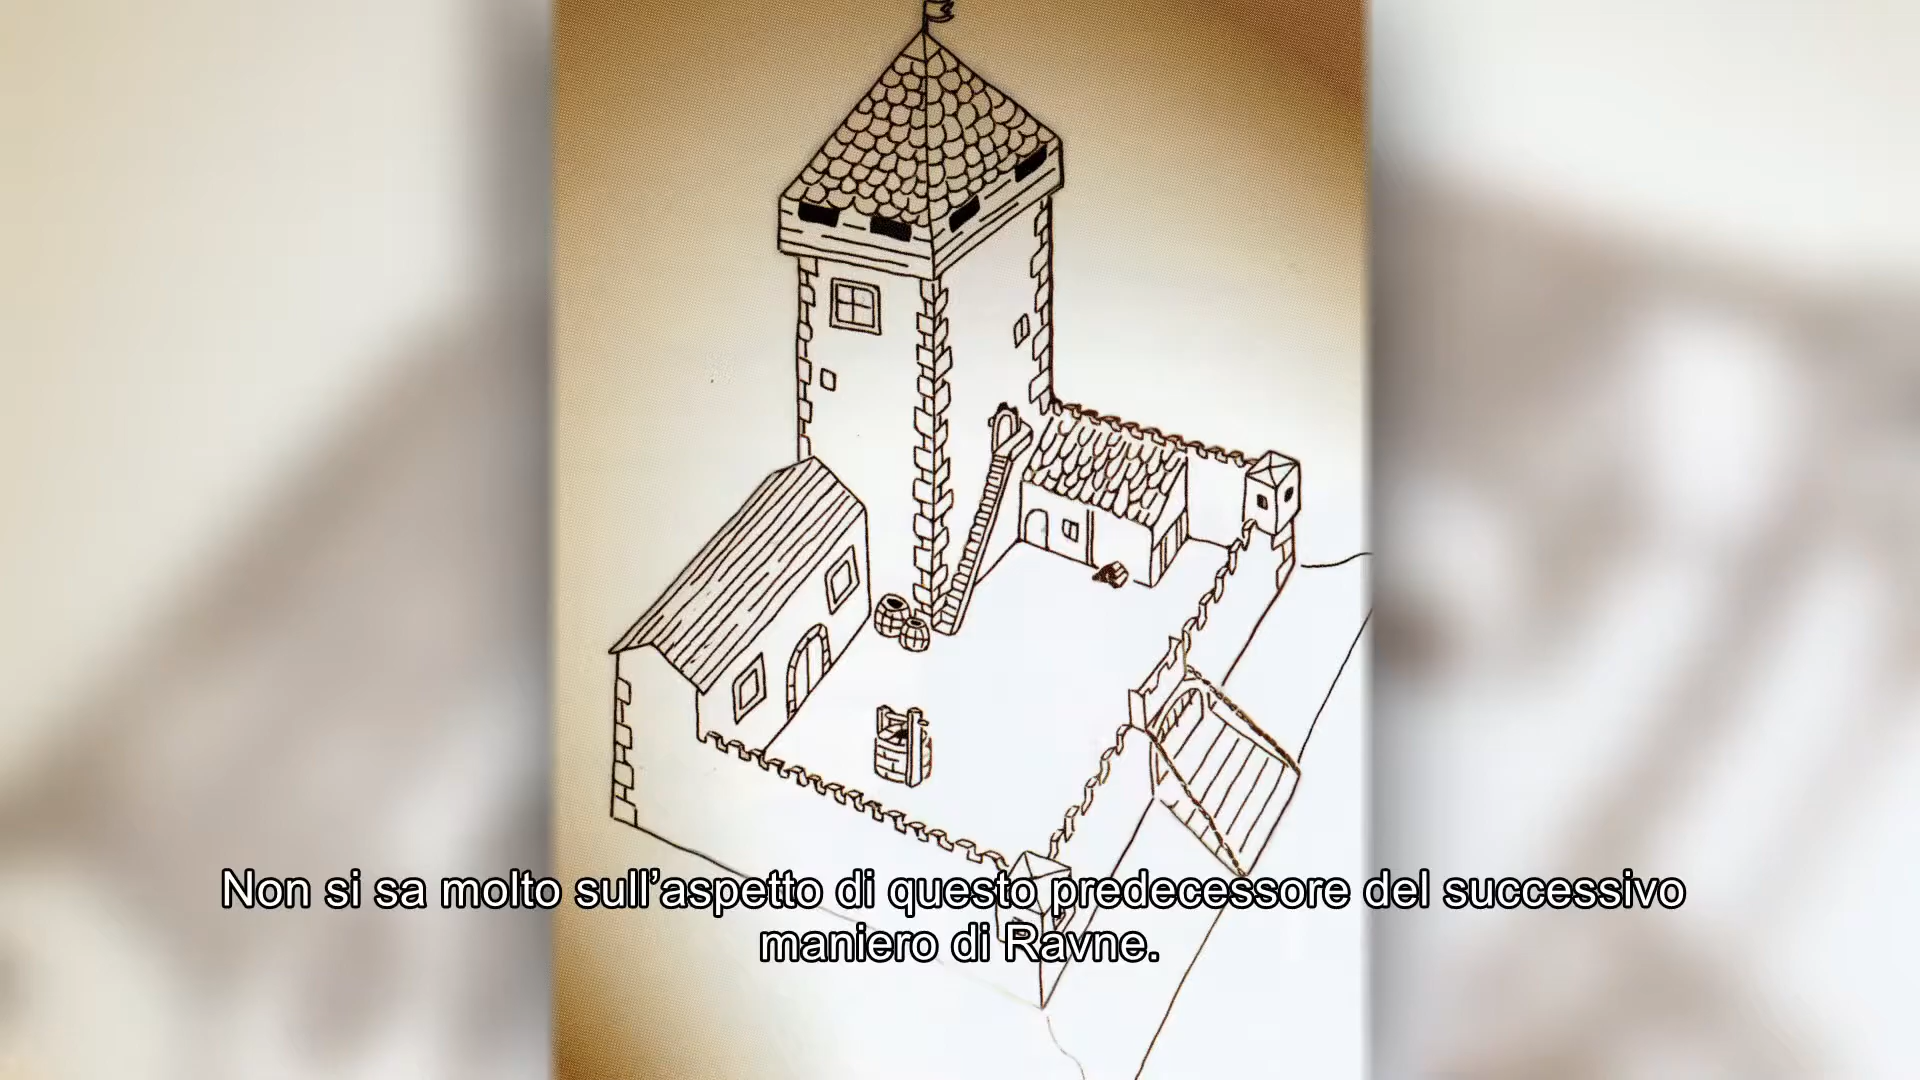 Non si sa molto sull’aspetto di questo predecessore del successivo
maniero di Ravne.